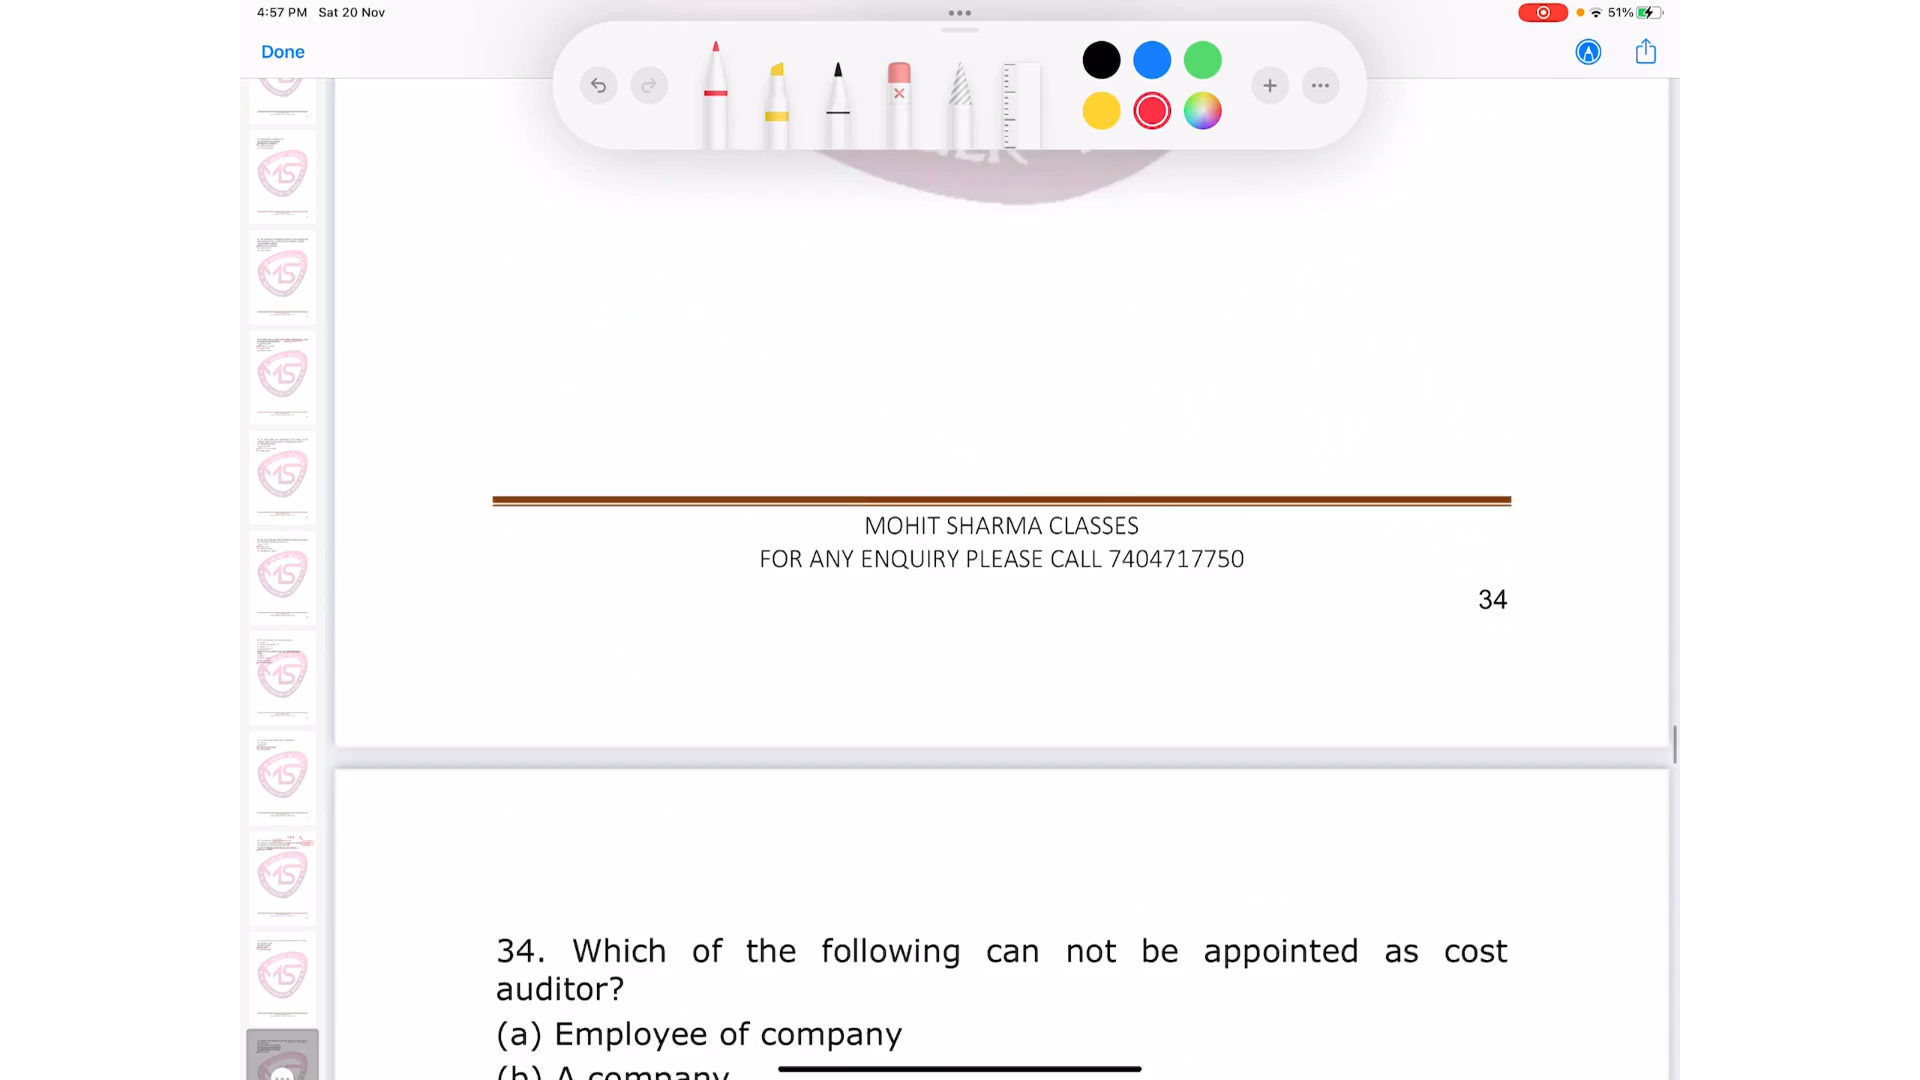 4:57 PM Sat 20 Nov
51%
Done
MOHIT SHARMA CLASSES
FOR ANY ENQUIRY PLEASE CALL 7404717750
34
34. Which of the following can not be appointed as cost
auditor?
(a) Employee of company
(b) A company